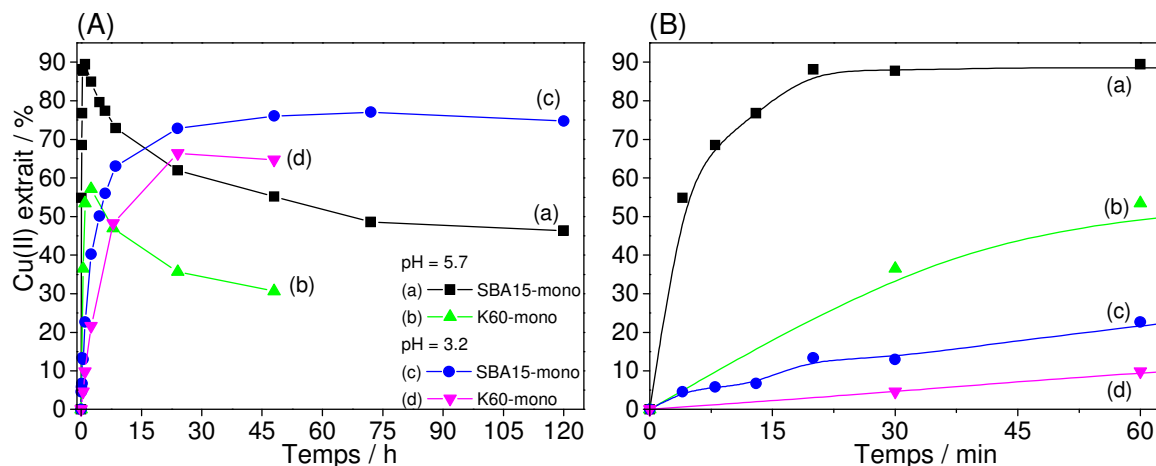 (A)
Cu(II) extrait / %
90
80
70
60
50
40
30
20
10
0
(c)
(d)
(a)
(b)
pH = 5.7
(a) SBA15-mono
(b) K60-mono
pH = 3.2
(c) SBA15-mono
(d) K60-mono
0 15 30 45 60 75 90 105 120
Temps / h
(B)
90
80
70
60
50
40
30
20
10
0
(a)
(b)
(c)
(d)
0 15 30 45 60
Temps / min